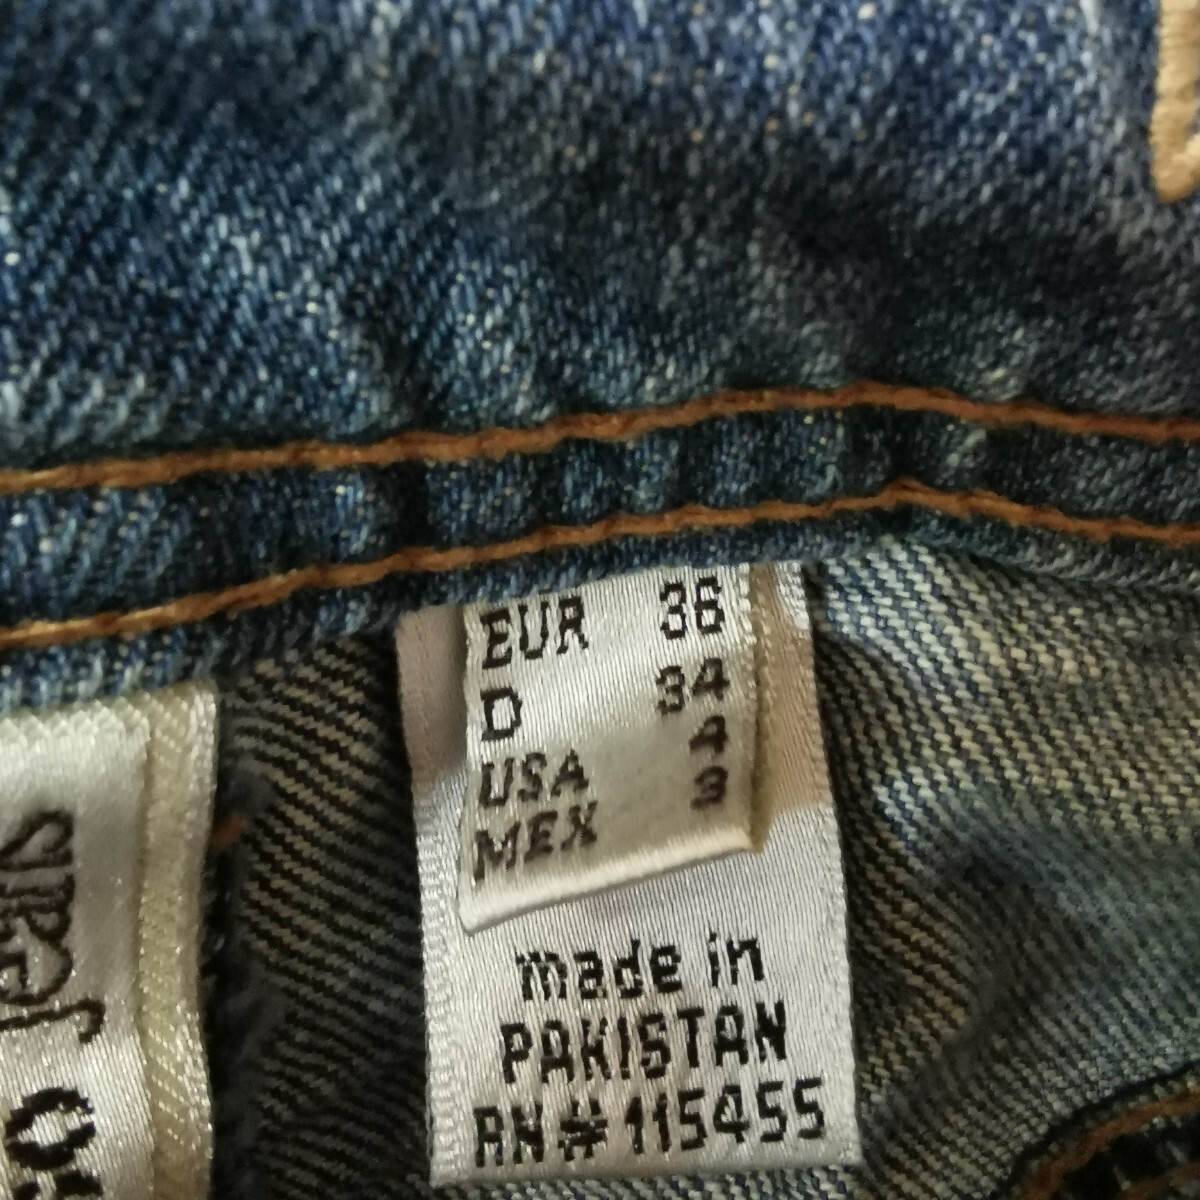 EUR 36
D 34
USA 4
MEX 3
made in
PAKISTAN
RN# 115455